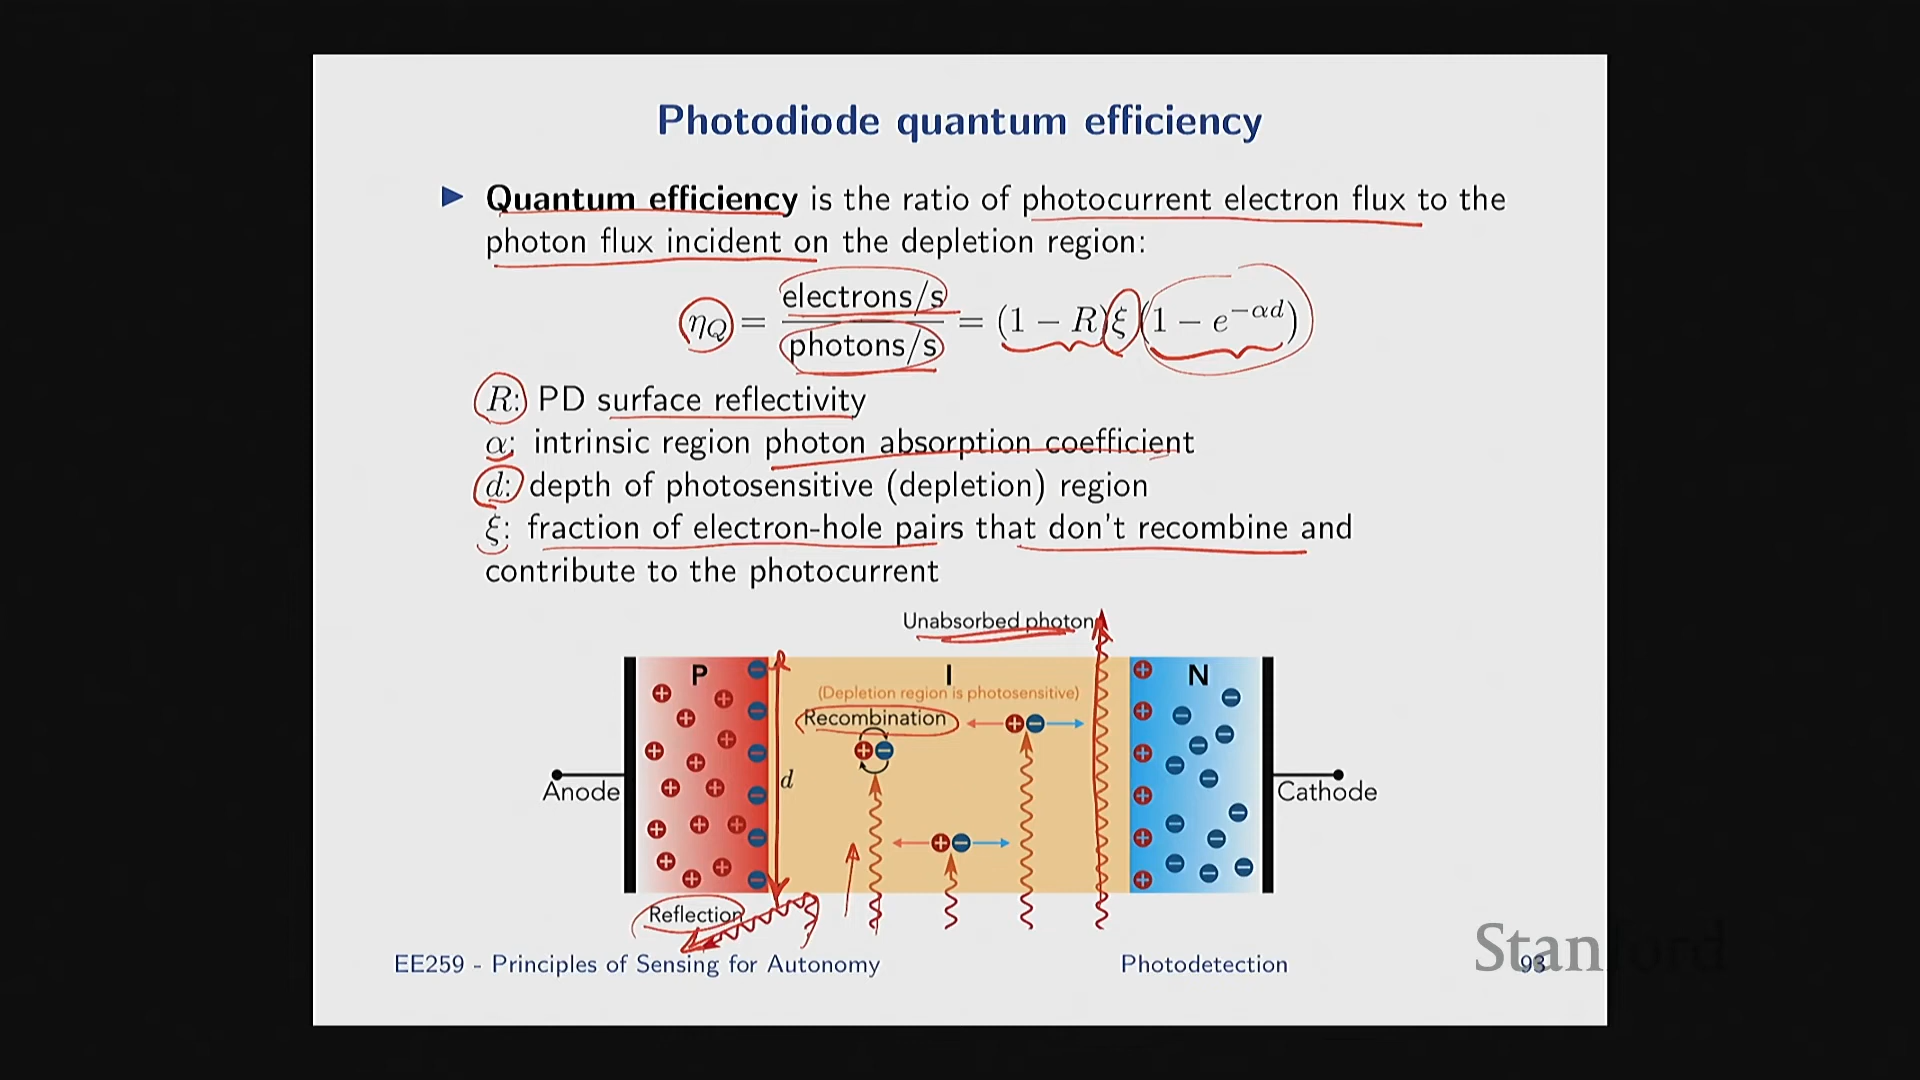 Photodiode quantum efficiency
▶ Quantum efficiency is the ratio of photocurrent electron flux to the
photon flux incident on the depletion region:
η_Q = electrons/s / photons/s = (1 − R)ξ(1 − e^{−αd})
R: PD surface reflectivity
α: intrinsic region photon absorption coefficient
d: depth of photosensitive (depletion) region
ξ: fraction of electron-hole pairs that don't recombine and
contribute to the photocurrent
Unabsorbed photon
P I N
(Depletion region is photosensitive)
Recombination
d
Anode Cathode
Reflection
EE259 - Principles of Sensing for Autonomy Photodetection 93
Stanford